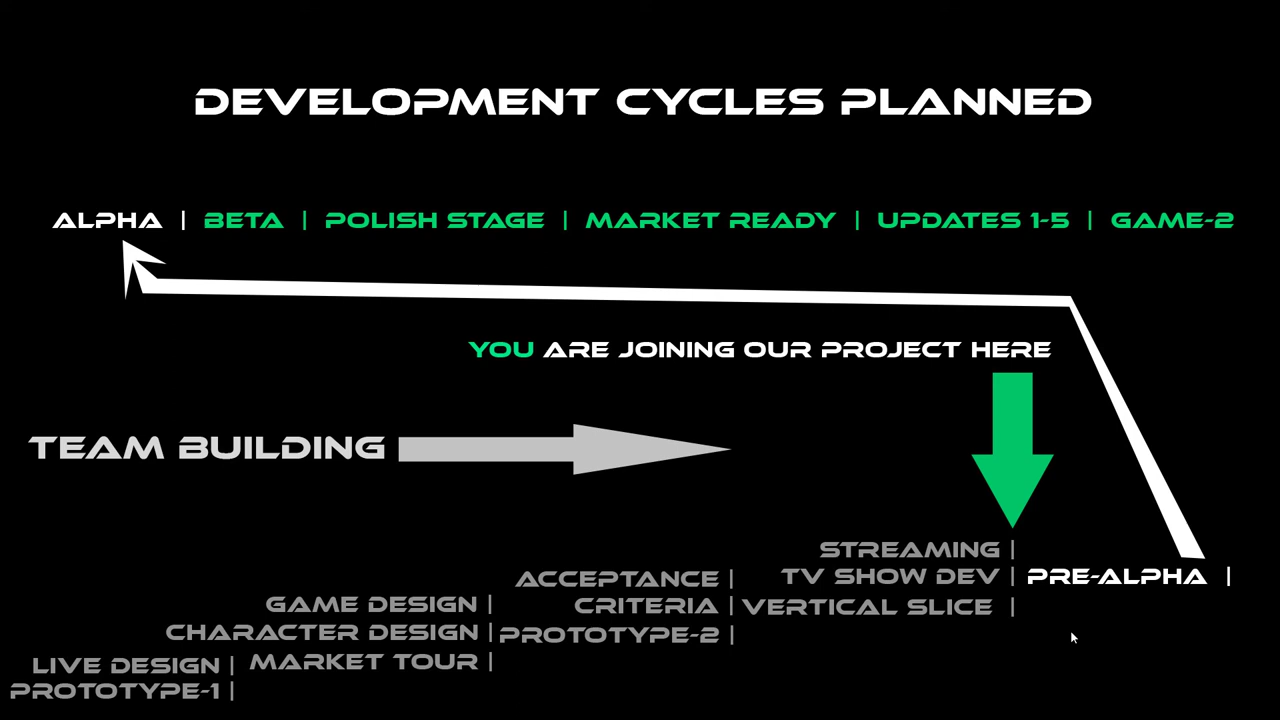 DEVELOPMENT CYCLES PLANNED
ALPHA | BETA | POLISH STAGE | MARKET READY | UPDATES 1-5 | GAME-2
YOU ARE JOINING OUR PROJECT HERE
TEAM BUILDING
STREAMING |
TV SHOW DEV | PRE-ALPHA |
VERTICAL SLICE |
ACCEPTANCE |
CRITERIA |
PROTOTYPE-2 |
GAME DESIGN |
CHARACTER DESIGN |
MARKET TOUR |
LIVE DESIGN |
PROTOTYPE-1 |